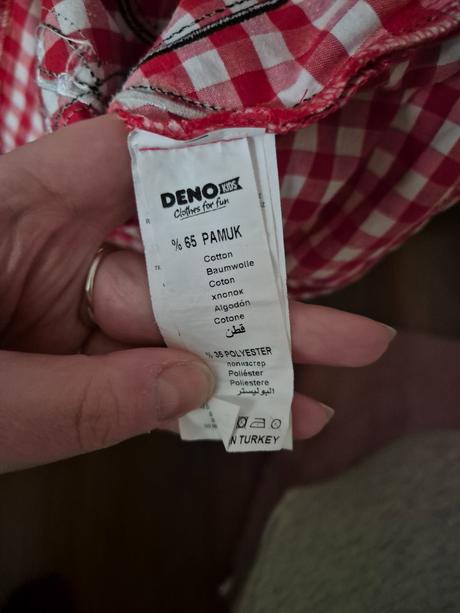 DENO KIDS
Clothes for fun
% 65 PAMUK
Cotton
Baumwolle
Coton
хлопок
Algodón
Cotone
قطن
% 35 POLYESTER
полиэстер
Poliéster
Poliestere
البوليستر
N TURKEY